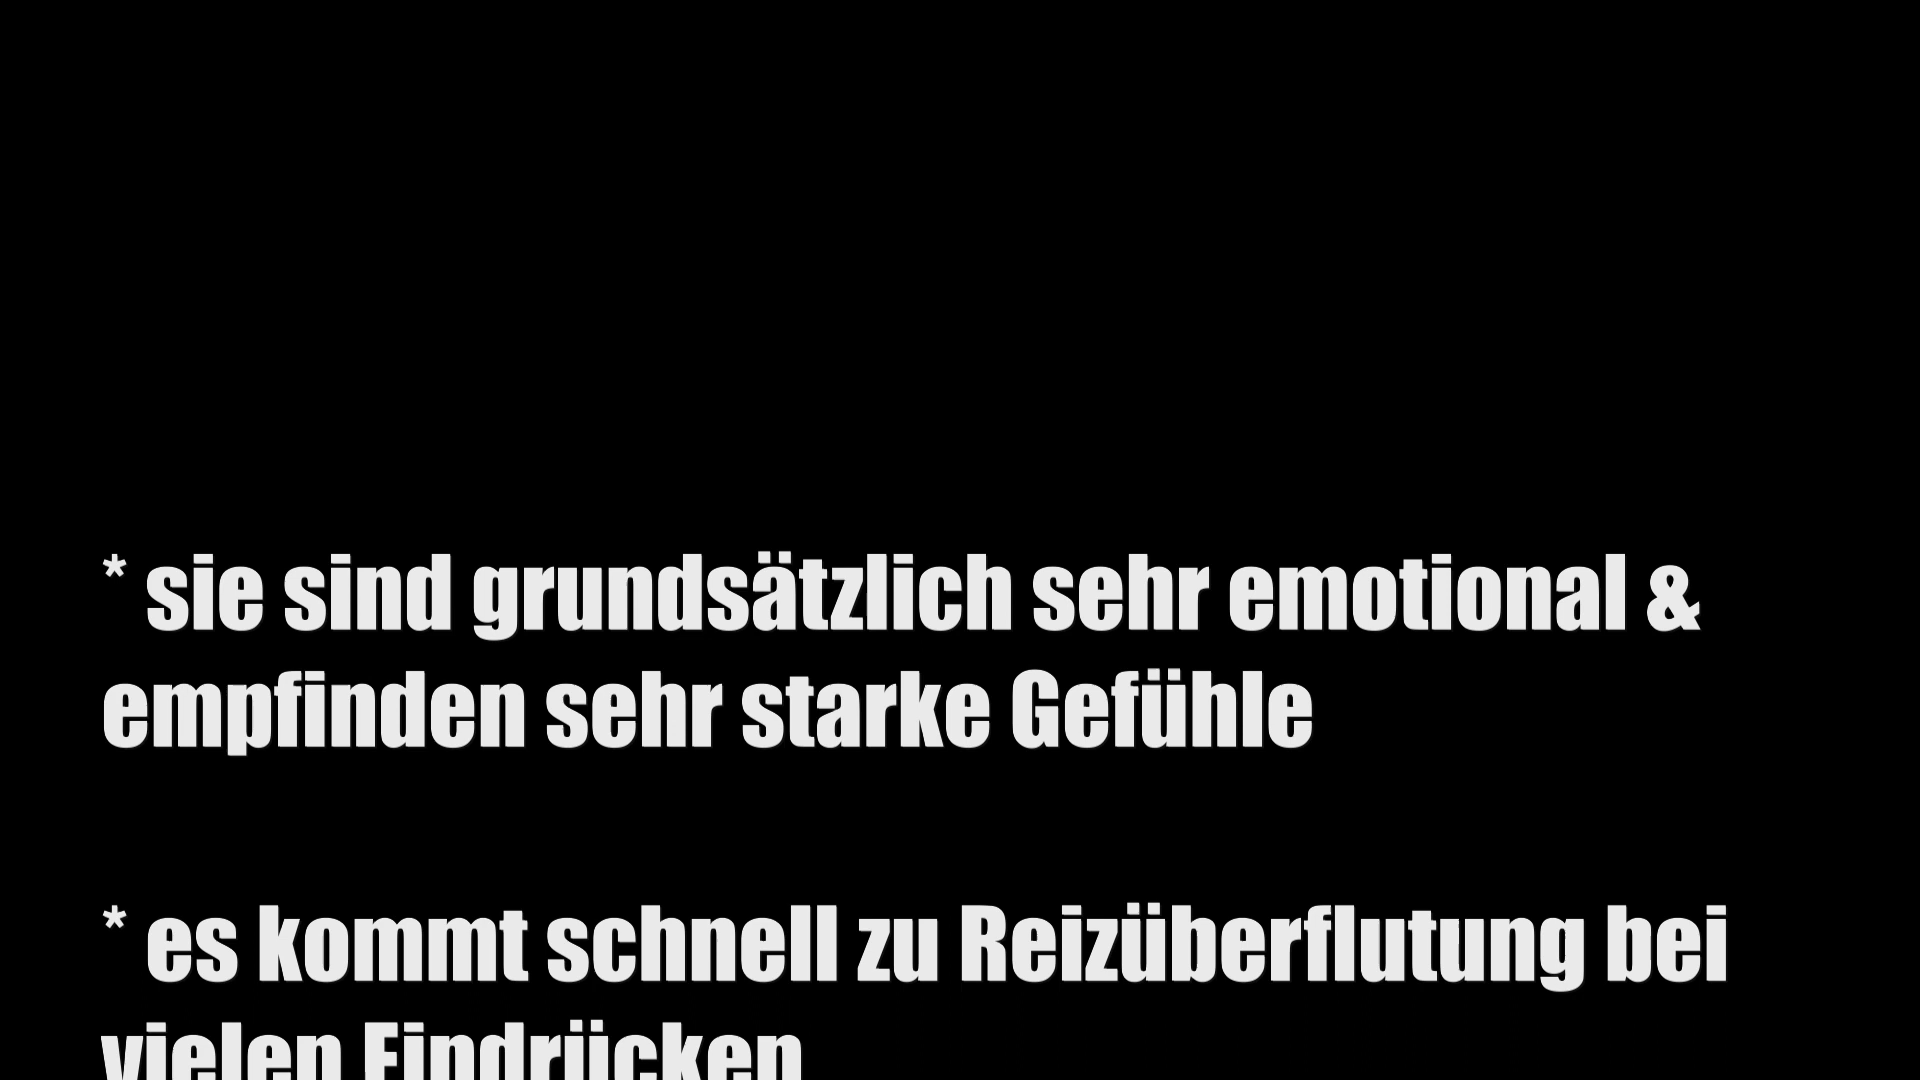 * sie sind grundsätzlich sehr emotional &
empfinden sehr starke Gefühle
* es kommt schnell zu Reizüberflutung bei
vielen Eindrücken